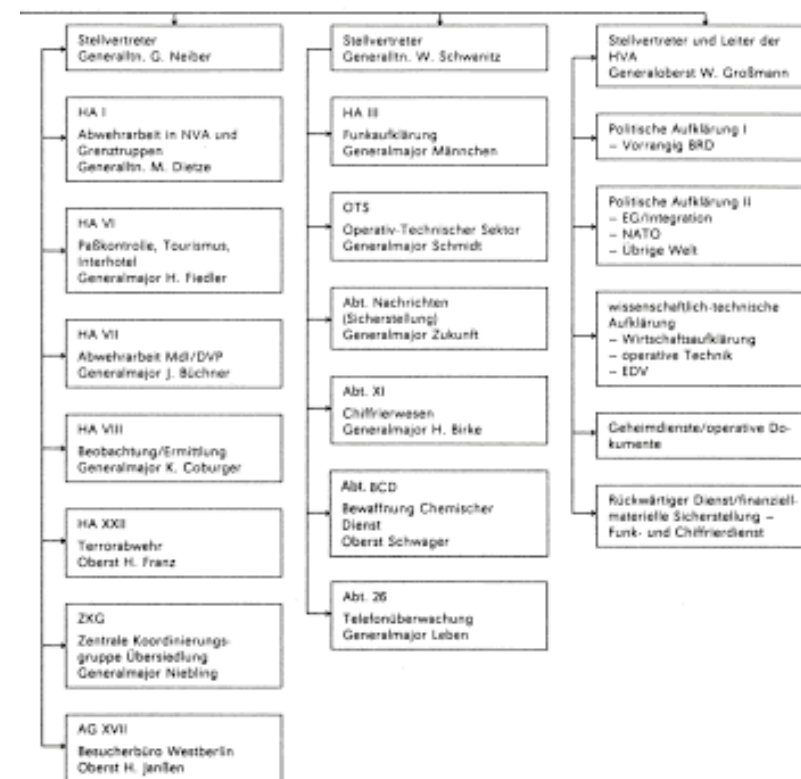 Stellvertreter
Generalltn. G. Neiber
HA I
Abwehrarbeit in NVA und
Grenztruppen
Generalltn. M. Dietze
HA VI
Paßkontrolle, Tourismus,
Interhotel
Generalmajor H. Fiedler
HA VII
Abwehrarbeit MdI/DVP
Generalmajor J. Büchner
HA VIII
Beobachtung/Ermittlung
Generalmajor K. Coburger
HA XXII
Terrorabwehr
Oberst H. Franz
ZKG
Zentrale Koordinierungs-
gruppe Übersiedlung
Generalmajor Niebling
AG XVII
Besucherbüro Westberlin
Oberst H. Janßen
Stellvertreter
Generalltn. W. Schwanitz
HA III
Funkaufklärung
Generalmajor Männchen
OTS
Operativ-Technischer Sektor
Generalmajor Schmidt
Abt. Nachrichten
(Sicherstellung)
Generalmajor Zukunft
Abt. XI
Chiffrierwesen
Generalmajor H. Birke
Abt. BCD
Bewaffnung Chemischer
Dienst
Oberst Schwager
Abt. 26
Telefonüberwachung
Generalmajor Leben
Stellvertreter und Leiter der
HVA
Generaloberst W. Großmann
Politische Aufklärung I
– Vorrangig BRD
Politische Aufklärung II
– EG/Integration
– NATO
– Übrige Welt
wissenschaftlich-technische
Aufklärung
– Wirtschaftsaufklärung
– operative Technik
– EDV
Geheimdienste/operative Do-
kumente
Rückwärtiger Dienst/finanziell-
materielle Sicherstellung –
Funk- und Chiffrierdienst